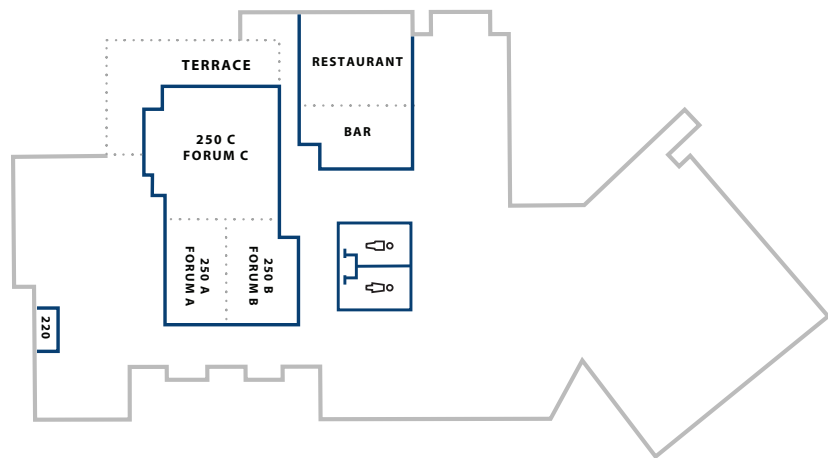 TERRACE
RESTAURANT
BAR
250 C
FORUM C
250 A
FORUM A
250 B
FORUM B
220